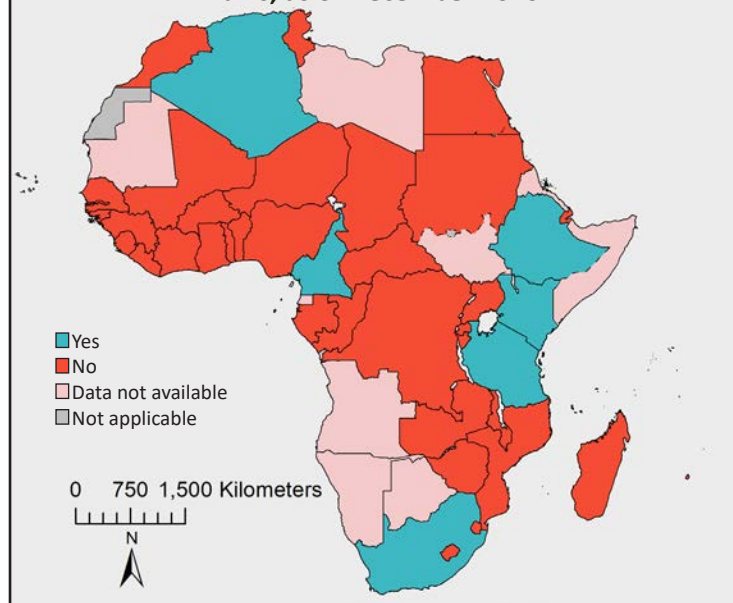 Yes
No
Data not available
Not applicable
0 750 1,500 Kilometers
N